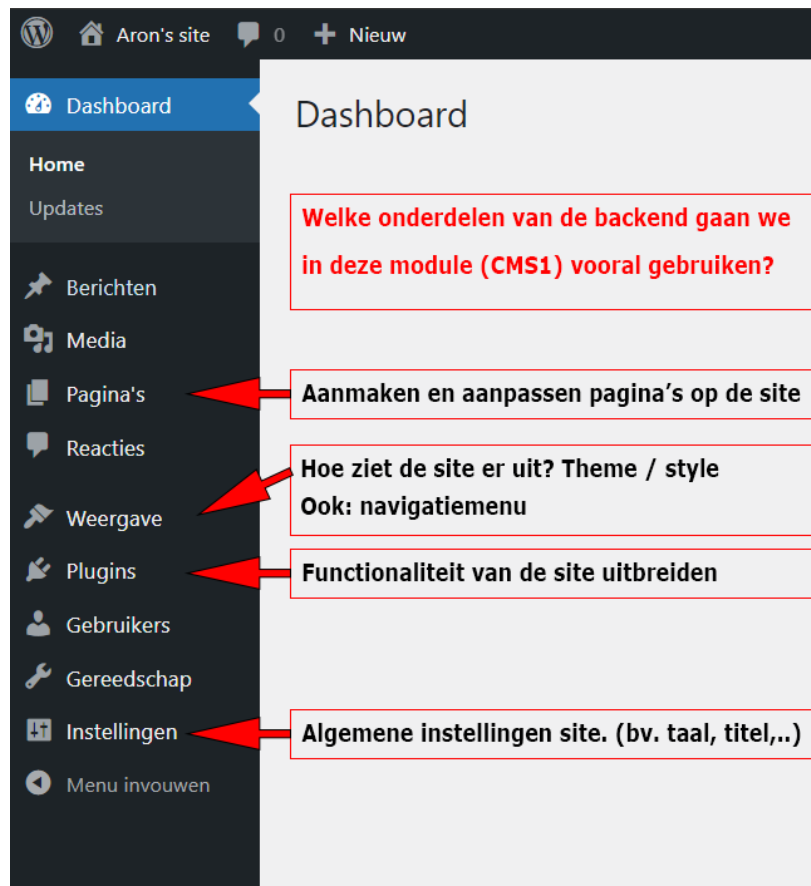 Aron's site 0 Nieuw
Dashboard
Home
Updates
Berichten
Media
Pagina's
Reacties
Weergave
Plugins
Gebruikers
Gereedschap
Instellingen
Menu invouwen
Dashboard
Welke onderdelen van de backend gaan we
in deze module (CMS1) vooral gebruiken?
Aanmaken en aanpassen pagina’s op de site
Hoe ziet de site er uit? Theme / style
Ook: navigatiemenu
Functionaliteit van de site uitbreiden
Algemene instellingen site. (bv. taal, titel,..)